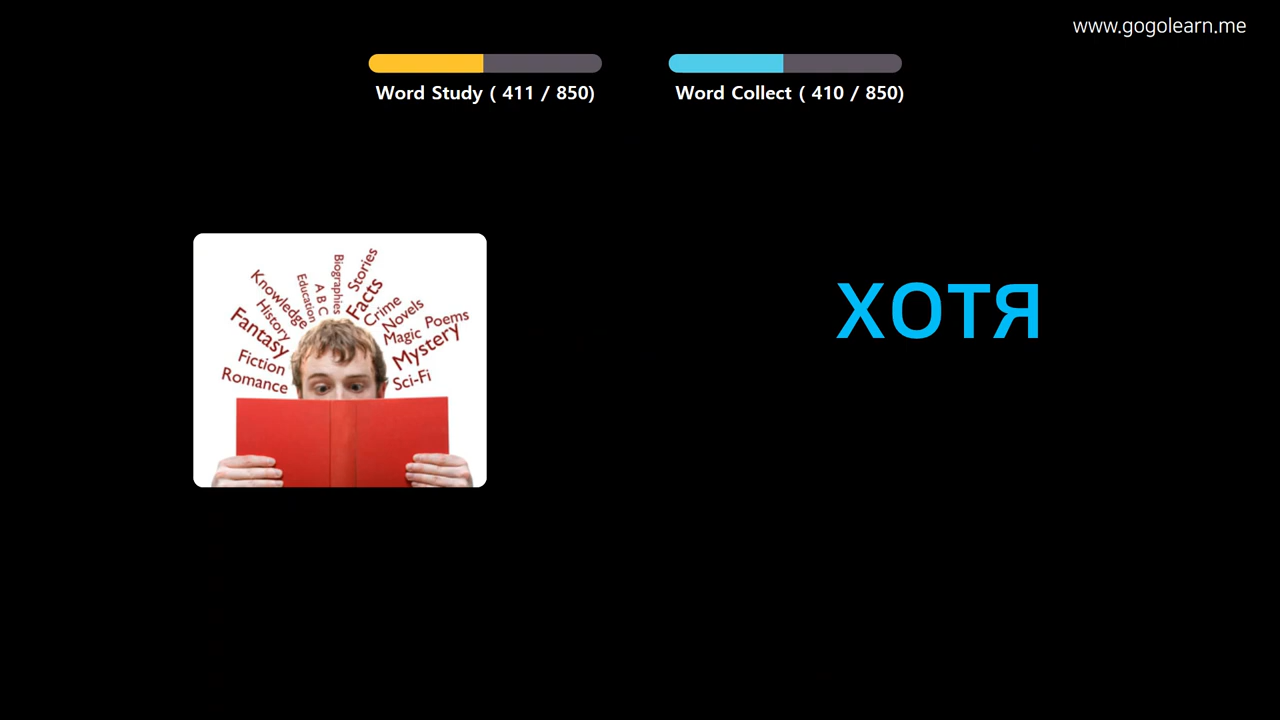 www.gogolearn.me
Word Study ( 411 / 850)
Word Collect ( 410 / 850)
хотя
Knowledge
History
Fantasy
Fiction
Romance
Education
A B C
Biographies
Stories
Facts
Crime
Novels
Magic
Poems
Mystery
Sci-Fi